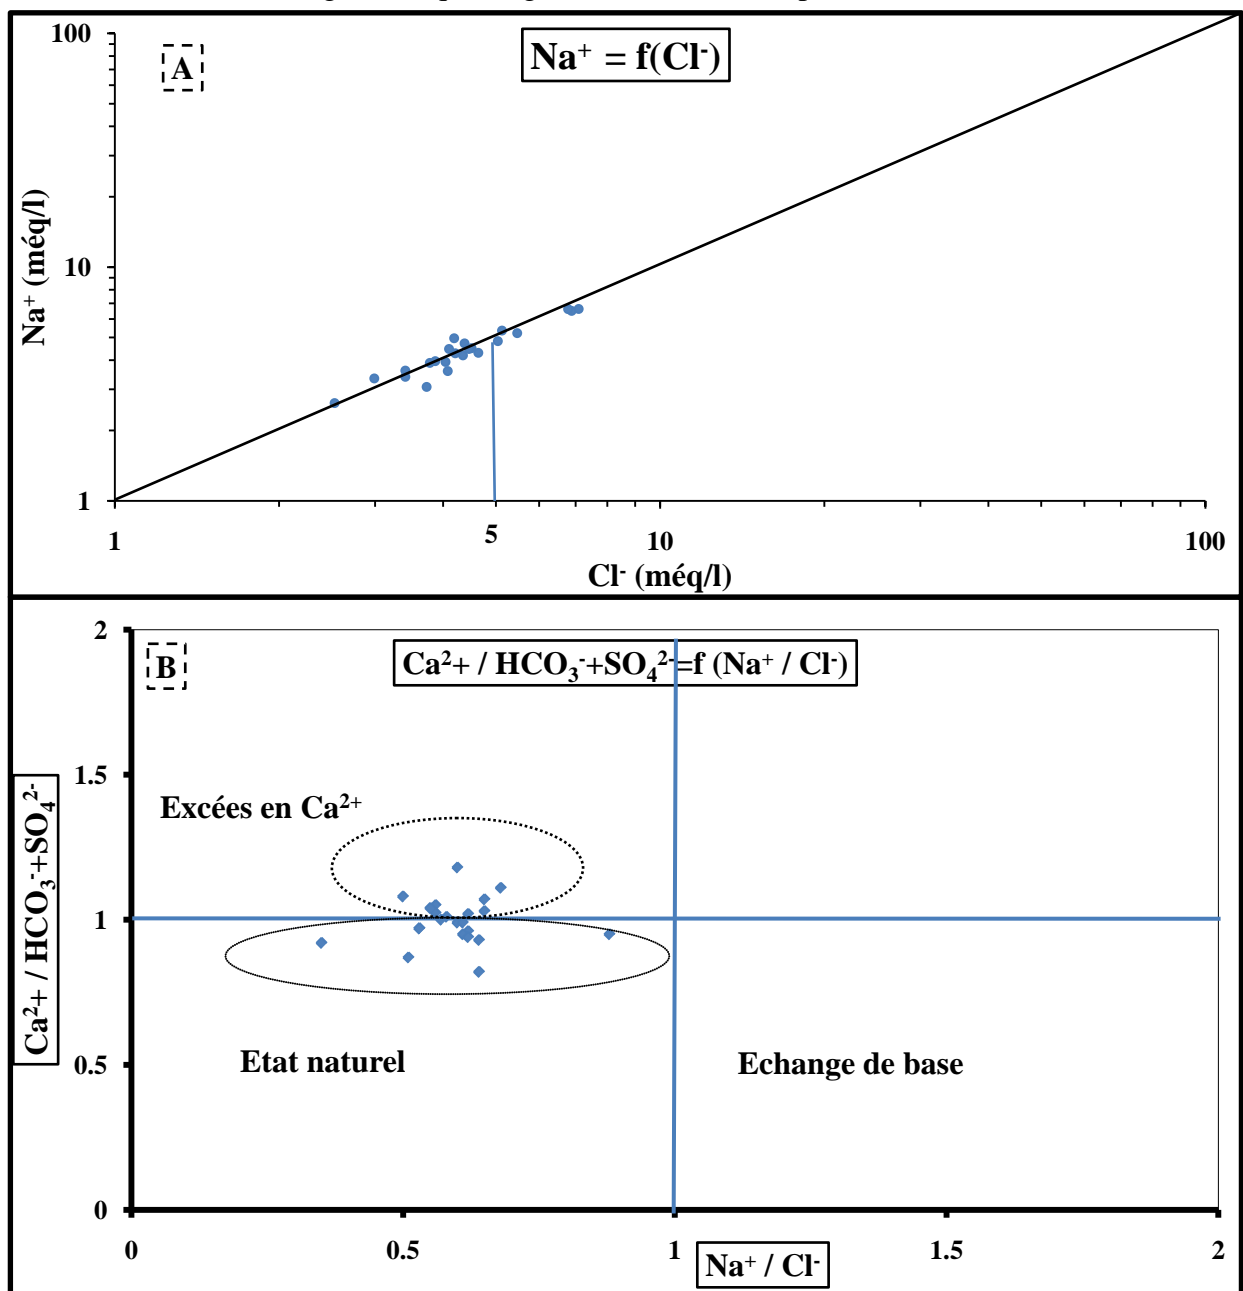 A
Na⁺ = f(Cl⁻)
100
10
1
Na⁺ (méq/l)
1
5
10
100
Cl⁻ (méq/l)
B
Ca²⁺ / HCO₃⁻+SO₄²⁻=f (Na⁺ / Cl⁻)
2
1.5
1
0.5
0
Ca²⁺ / HCO₃⁻+SO₄²⁻
Excées en Ca²⁺
Etat naturel
Echange de base
0
0.5
1
1.5
2
Na⁺ / Cl⁻